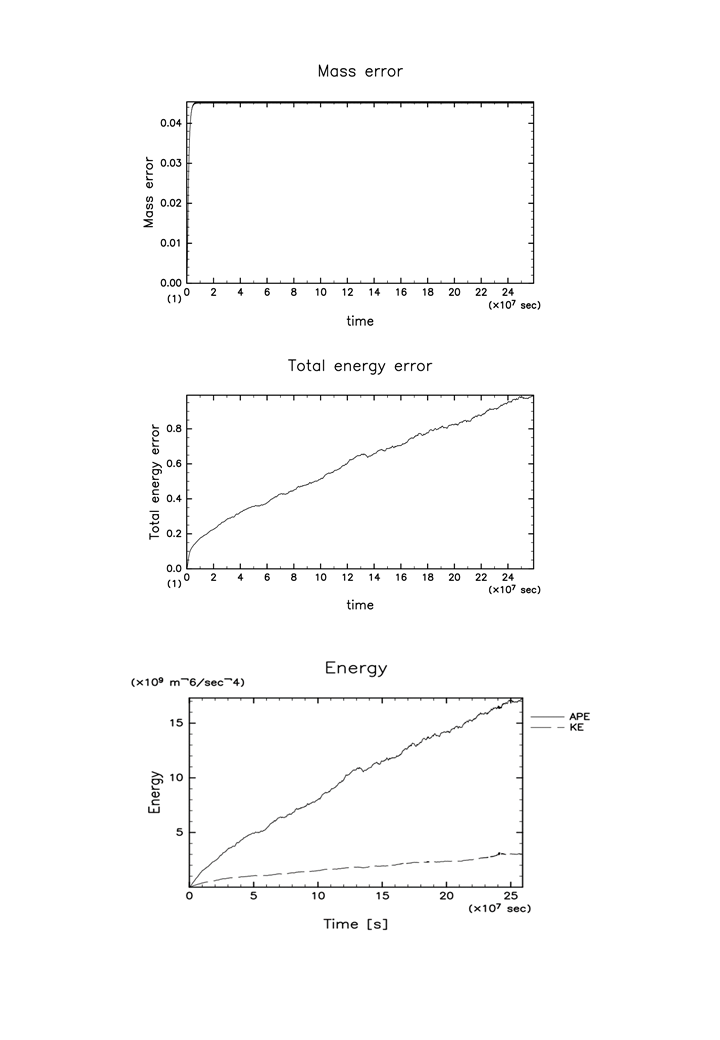 Mass error
Mass error
0.04
0.03
0.02
0.01
0.00
(1)
0 2 4 6 8 10 12 14 16 18 20 22 24
(×10⁷ sec)
time
Total energy error
Total energy error
0.8
0.6
0.4
0.2
0.0
(1)
0 2 4 6 8 10 12 14 16 18 20 22 24
(×10⁷ sec)
time
Energy
(×10⁹ m¬6/sec¬4)
Energy
15
10
5
APE
KE
0 5 10 15 20 25
(×10⁷ sec)
Time [s]